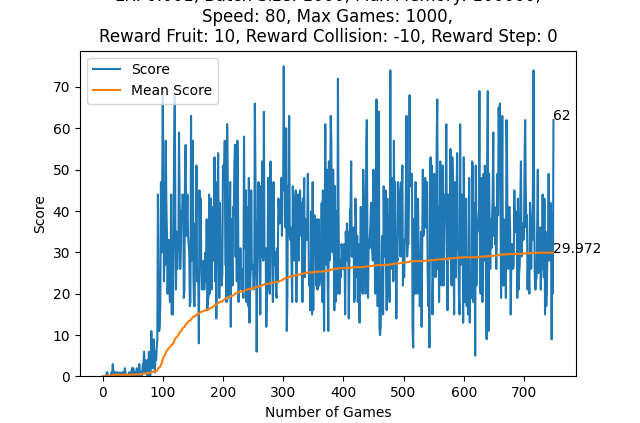 Speed: 80, Max Games: 1000,
Reward Fruit: 10, Reward Collision: -10, Reward Step: 0
Score
Mean Score
70
60
50
40
30
20
10
0
Score
62
29.972
0 100 200 300 400 500 600 700
Number of Games